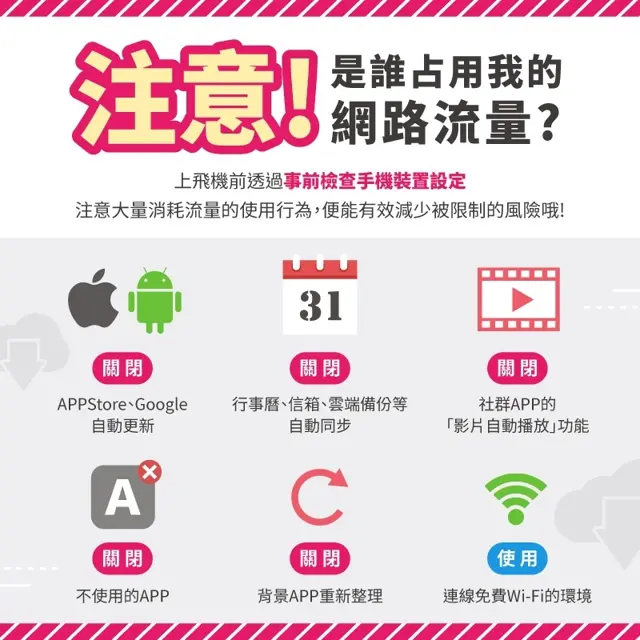 注意!
是誰占用我的
網路流量?
上飛機前透過事前檢查手機裝置設定
注意大量消耗流量的使用行為,便能有效減少被限制的風險哦!
關閉
APPStore、Google
自動更新
31
關閉
行事曆、信箱、雲端備份等
自動同步
關閉
社群APP的
「影片自動播放」功能
A
關閉
不使用的APP
關閉
背景APP重新整理
使用
連線免費Wi-Fi的環境